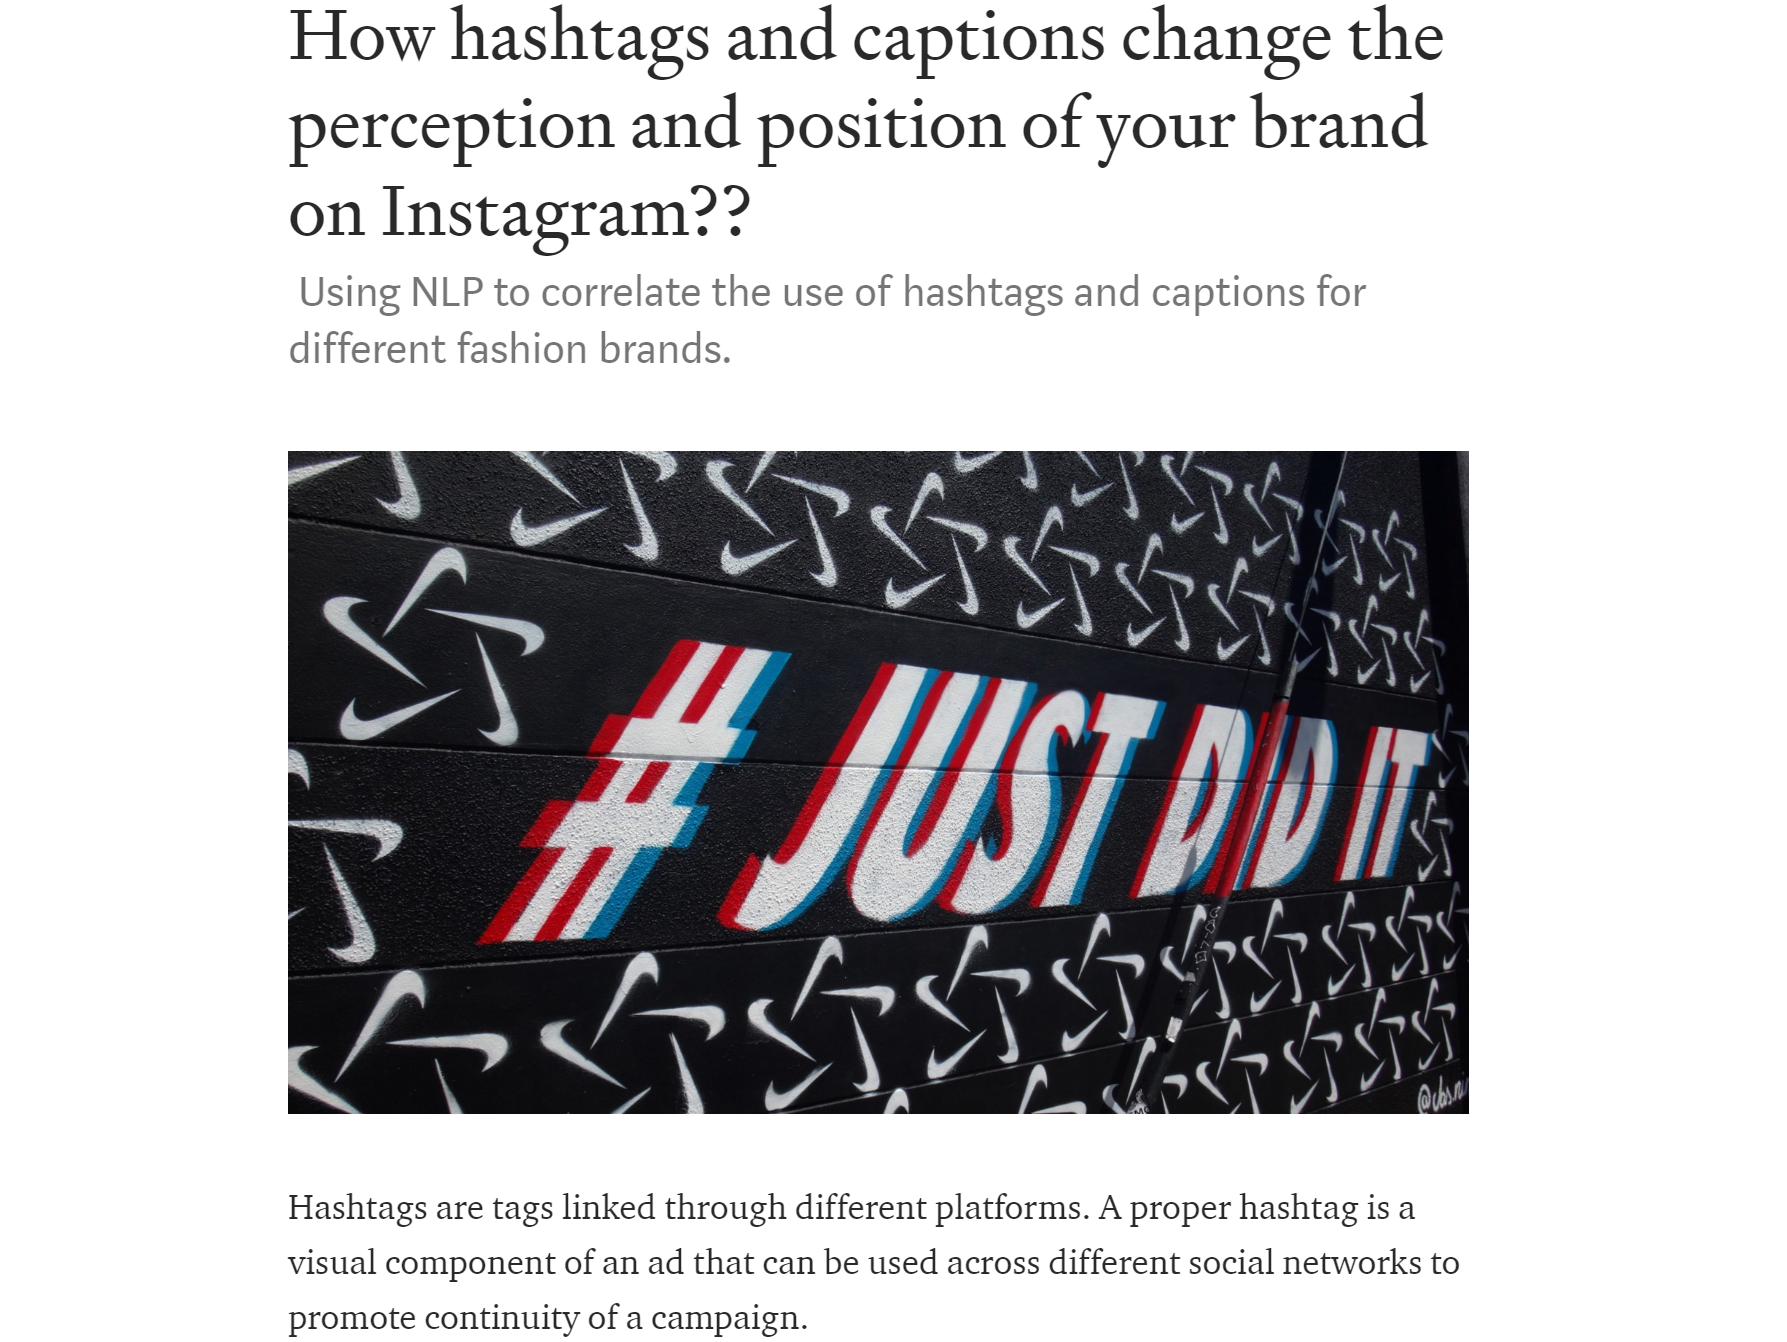 How hashtags and captions change the
perception and position of your brand
on Instagram??
Using NLP to correlate the use of hashtags and captions for
different fashion brands.
# JUST DID IT
Hashtags are tags linked through different platforms. A proper hashtag is a
visual component of an ad that can be used across different social networks to
promote continuity of a campaign.